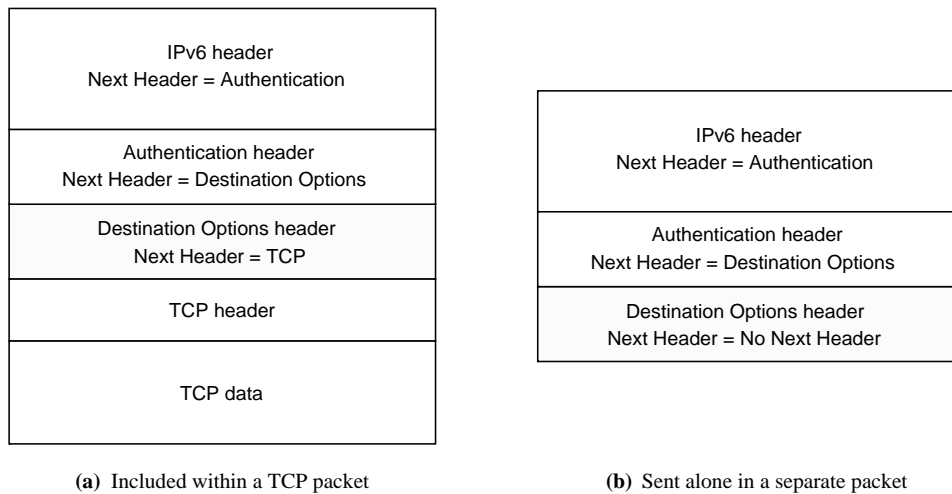 IPv6 header
Next Header = Authentication
Authentication header
Next Header = Destination Options
Destination Options header
Next Header = TCP
TCP header
TCP data
(a) Included within a TCP packet
IPv6 header
Next Header = Authentication
Authentication header
Next Header = Destination Options
Destination Options header
Next Header = No Next Header
(b) Sent alone in a separate packet